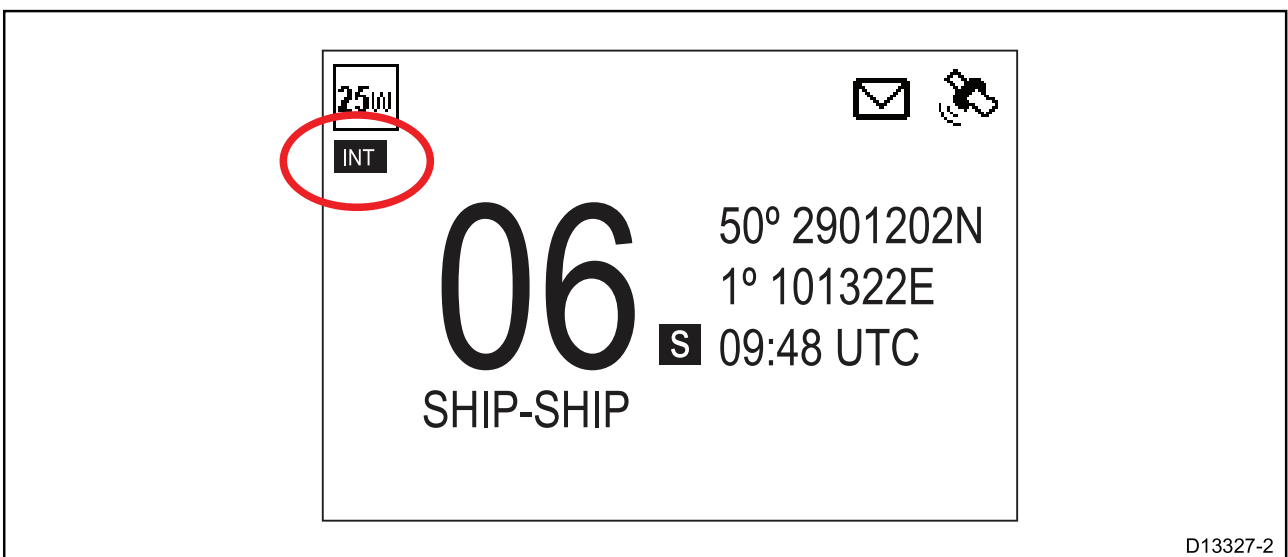 25W
INT
06
50º 2901202N
1º 101322E
S 09:48 UTC
SHIP-SHIP
D13327-2